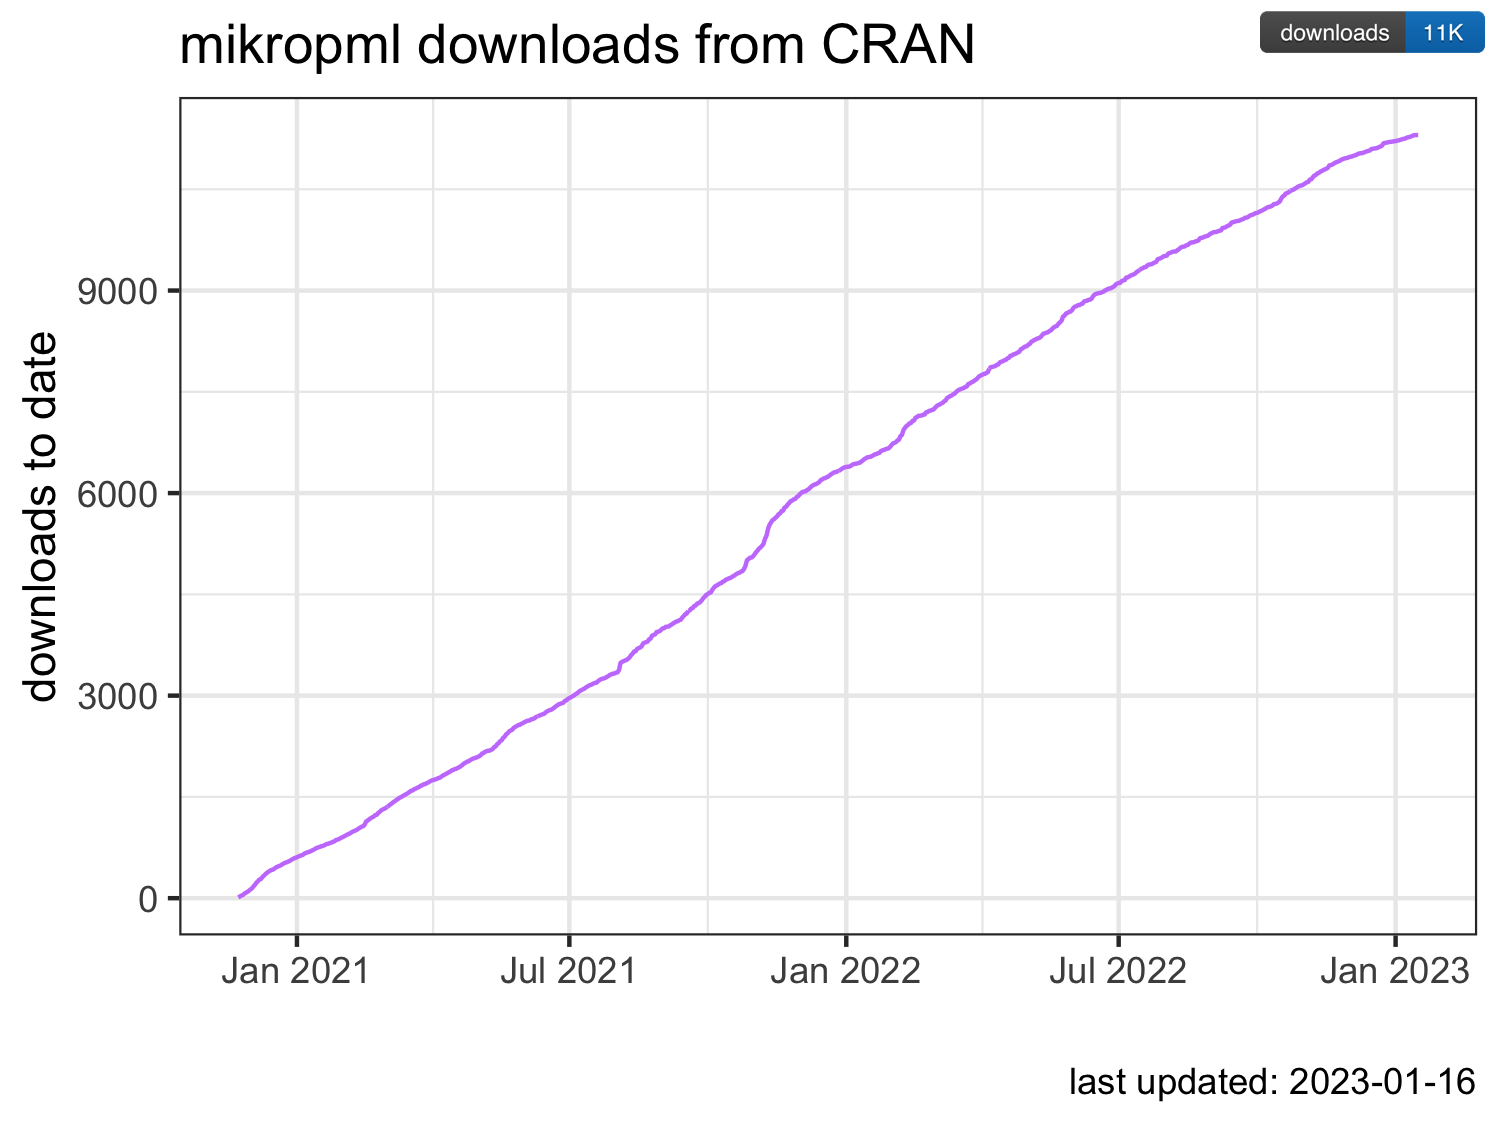 mikropml downloads from CRAN
downloads 11K
downloads to date
9000
6000
3000
0
Jan 2021 Jul 2021 Jan 2022 Jul 2022 Jan 2023
last updated: 2023-01-16